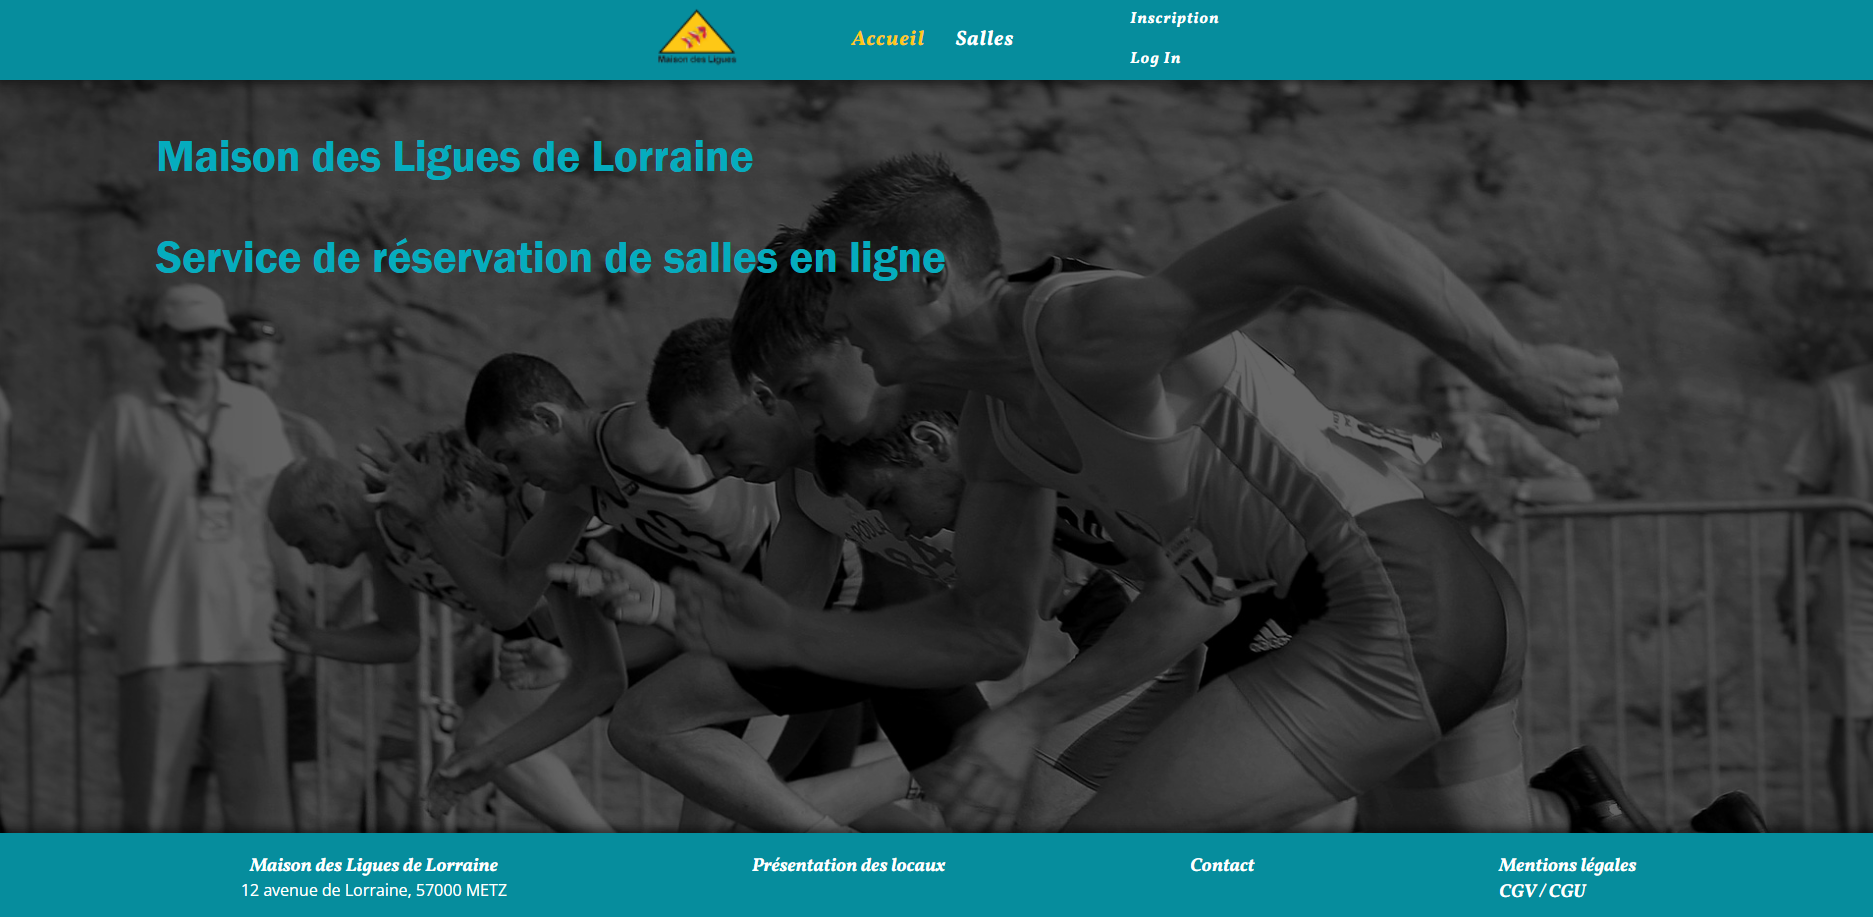 Maison des Ligues
Accueil
Salles
Inscription
Log In
Maison des Ligues de Lorraine
Service de réservation de salles en ligne
PODLA
Maison des Ligues de Lorraine
12 avenue de Lorraine, 57000 METZ
Présentation des locaux
Contact
Mentions légales
CGV / CGU